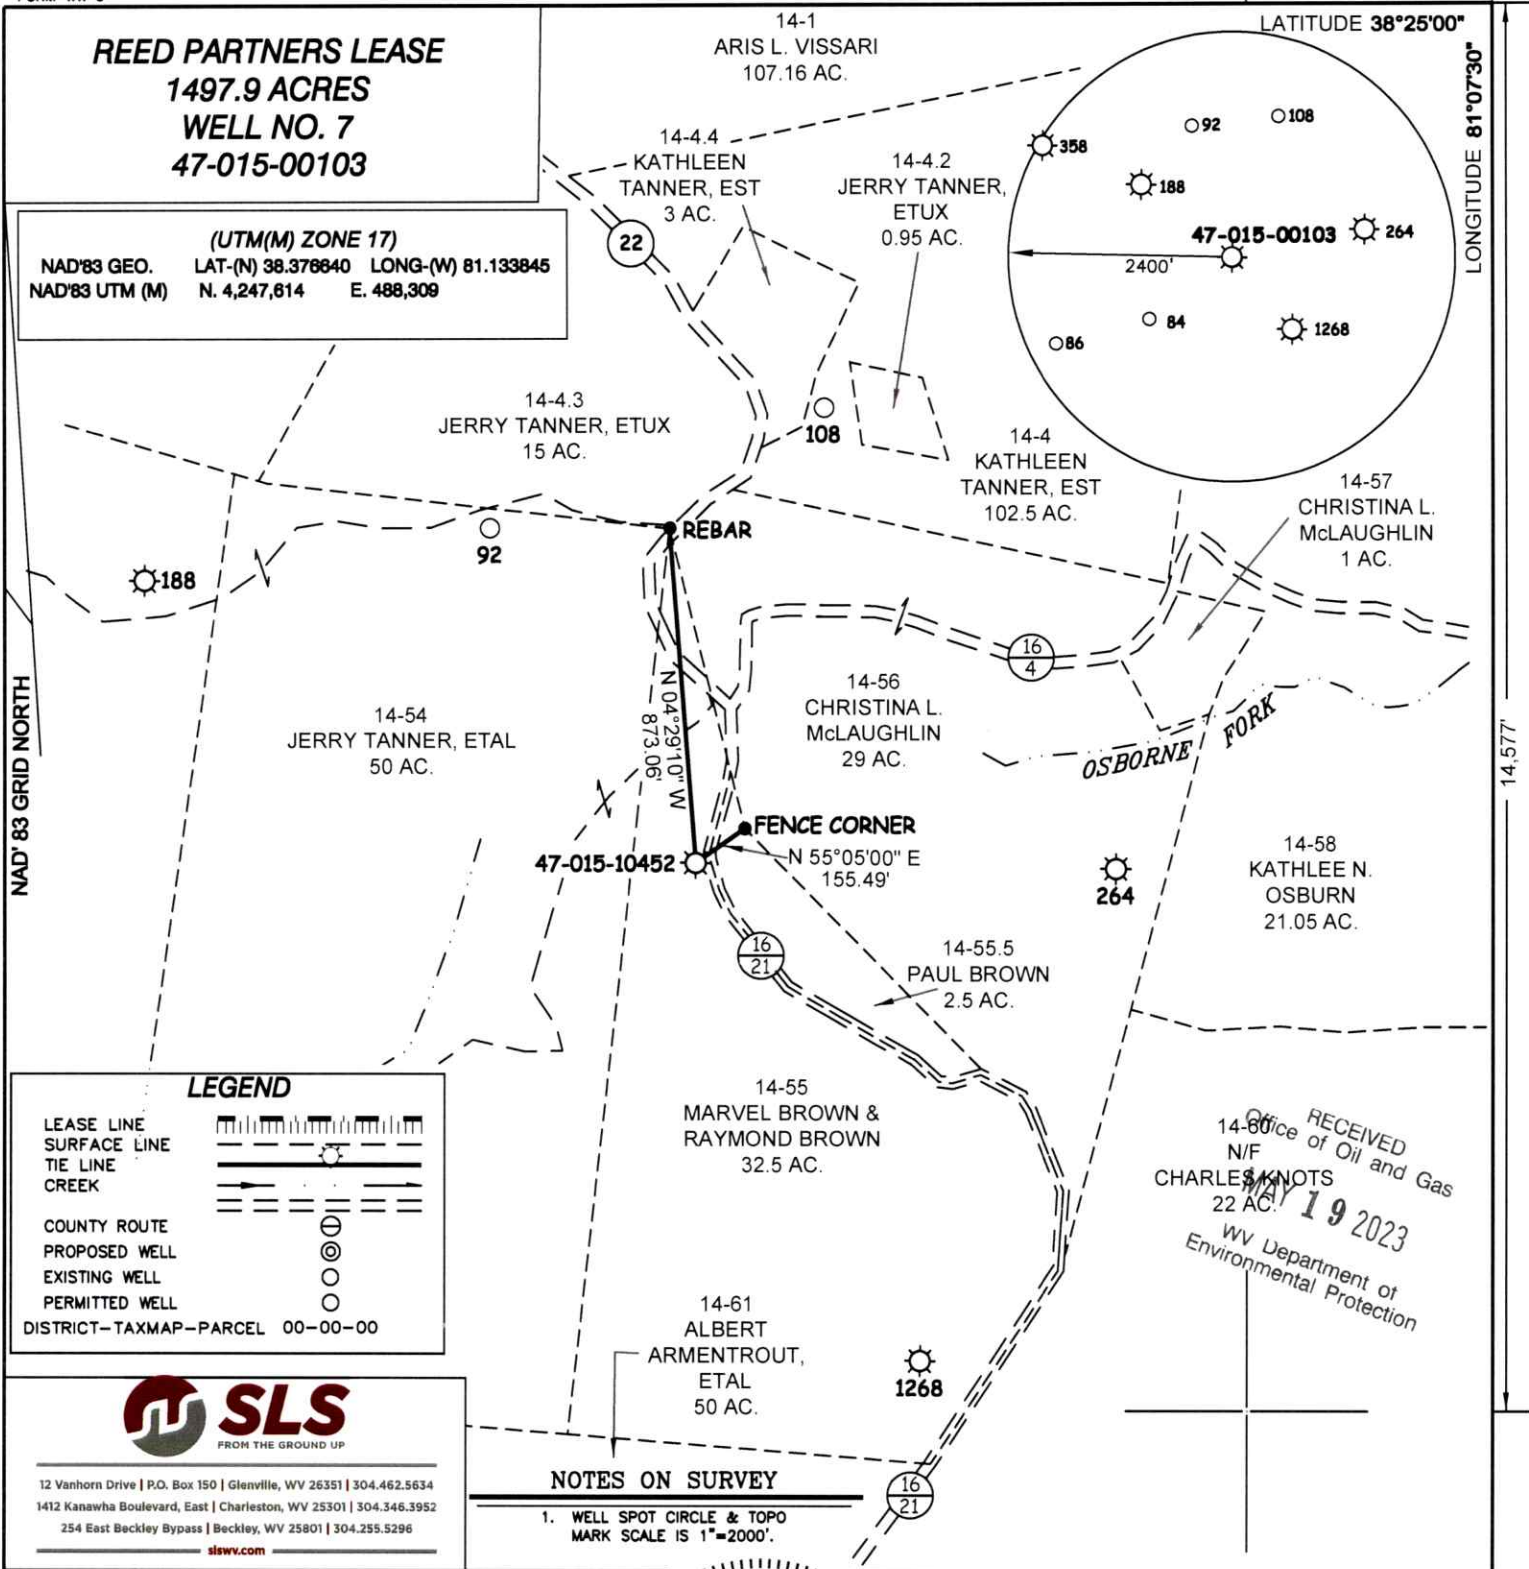 REED PARTNERS LEASE
1497.9 ACRES
WELL NO. 7
47-015-00103
(UTM(M) ZONE 17)
NAD'83 GEO. LAT-(N) 38.376640 LONG-(W) 81.133845
NAD'83 UTM (M) N. 4,247,614 E. 488,309
14-1
ARIS L. VISSARI
107.16 AC.
LATITUDE 38°25'00"
LONGITUDE 81°07'30"
92
108
358
188
47-015-00103
264
2400'
84
86
1268
14-4.4
KATHLEEN
TANNER, EST
3 AC.
14-4.2
JERRY TANNER,
ETUX
0.95 AC.
22
14-4.3
JERRY TANNER, ETUX
15 AC.
108
14-4
KATHLEEN
TANNER, EST
102.5 AC.
14-57
CHRISTINA L.
McLAUGHLIN
1 AC.
REBAR
92
188
16
4
NAD' 83 GRID NORTH
14-54
JERRY TANNER, ETAL
50 AC.
N 04°29'10" W
873.06'
14-56
CHRISTINA L.
McLAUGHLIN
29 AC.
OSBORNE FORK
14,577'
FENCE CORNER
47-015-10452
N 55°05'00" E
155.49'
264
14-58
KATHLEE N.
OSBURN
21.05 AC.
16
21
14-55.5
PAUL BROWN
2.5 AC.
14-55
MARVEL BROWN &
RAYMOND BROWN
32.5 AC.
14-60
N/F
CHARLES KNOTS
22 AC.
RECEIVED
Office of Oil and Gas
MAY 19 2023
WV Department of
Environmental Protection
LEGEND
LEASE LINE
SURFACE LINE
TIE LINE
CREEK
COUNTY ROUTE
PROPOSED WELL
EXISTING WELL
PERMITTED WELL
DISTRICT-TAXMAP-PARCEL 00-00-00
14-61
ALBERT
ARMENTROUT,
ETAL
50 AC.
1268
SLS
FROM THE GROUND UP
12 Vanhorn Drive | P.O. Box 150 | Glenville, WV 26351 | 304.462.5634
1412 Kanawha Boulevard, East | Charleston, WV 25301 | 304.346.3952
254 East Beckley Bypass | Beckley, WV 25801 | 304.255.5296
slswv.com
NOTES ON SURVEY
1. WELL SPOT CIRCLE & TOPO
MARK SCALE IS 1"=2000'.
16
21